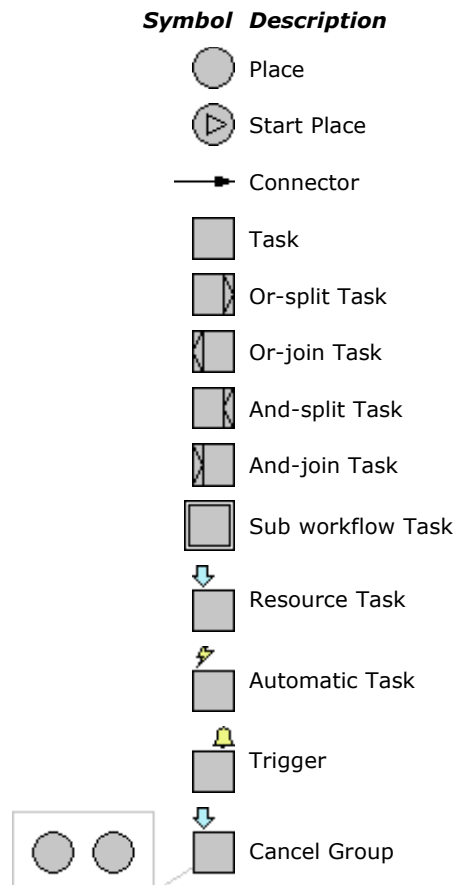 Symbol Description
Place
Start Place
Connector
Task
Or-split Task
Or-join Task
And-split Task
And-join Task
Sub workflow Task
Resource Task
Automatic Task
Trigger
Cancel Group